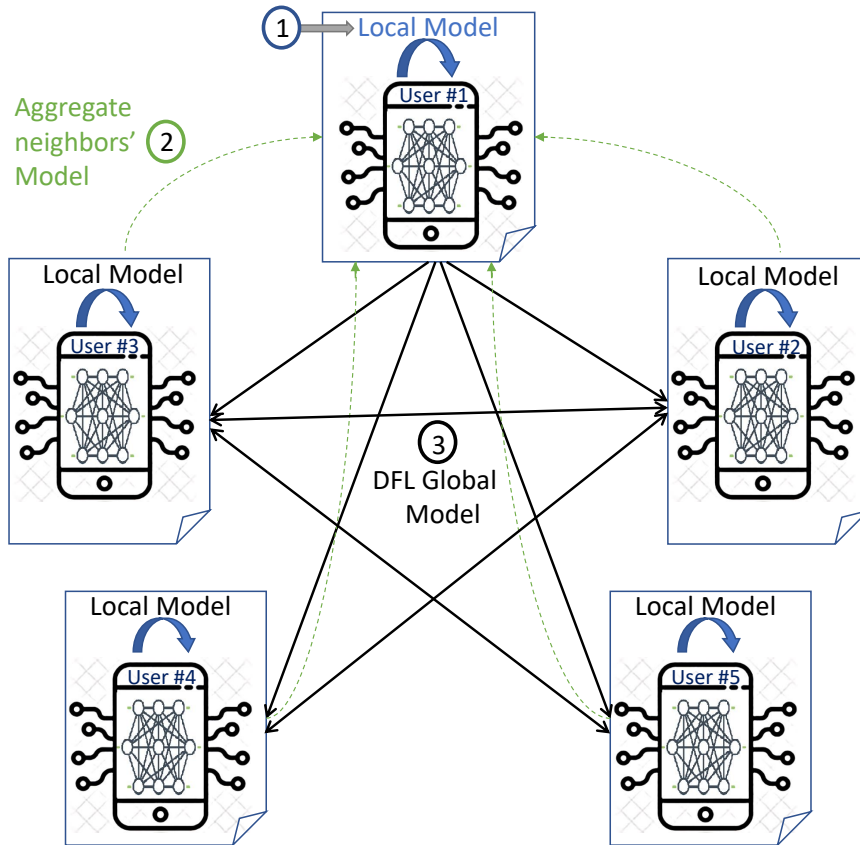 1
Local Model
User #1
Aggregate
neighbors’
Model
2
Local Model
User #3
Local Model
User #2
3
DFL Global
Model
Local Model
User #4
Local Model
User #5